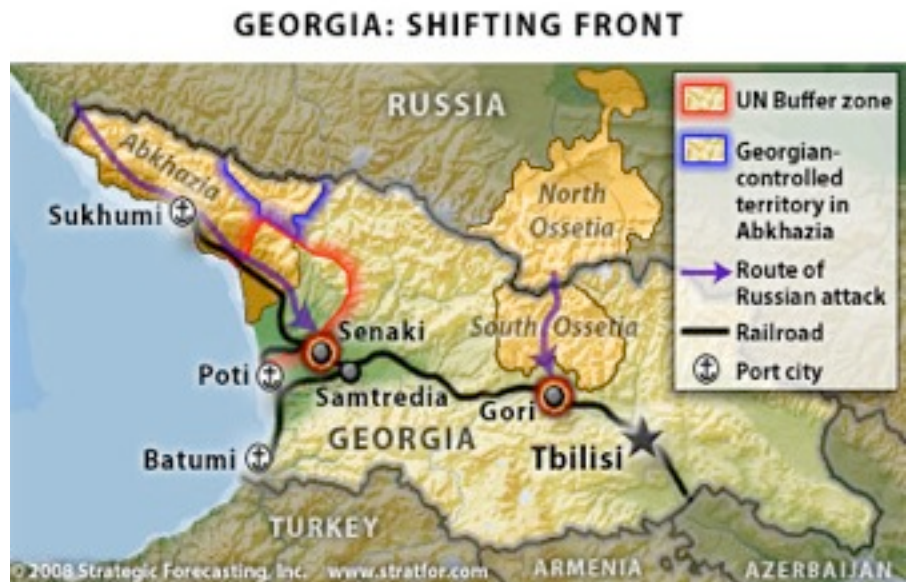 GEORGIA: SHIFTING FRONT
RUSSIA
Abkhazia
Sukhumi
North
Ossetia
South Ossetia
Senaki
Poti
Samtredia
Gori
GEORGIA
Tbilisi
Batumi
TURKEY
ARMENIA
AZERBAIJAN
UN Buffer zone
Georgian-
controlled
territory in
Abkhazia
Route of
Russian attack
Railroad
Port city
©2008 Strategic Forecasting, Inc. www.stratfor.com